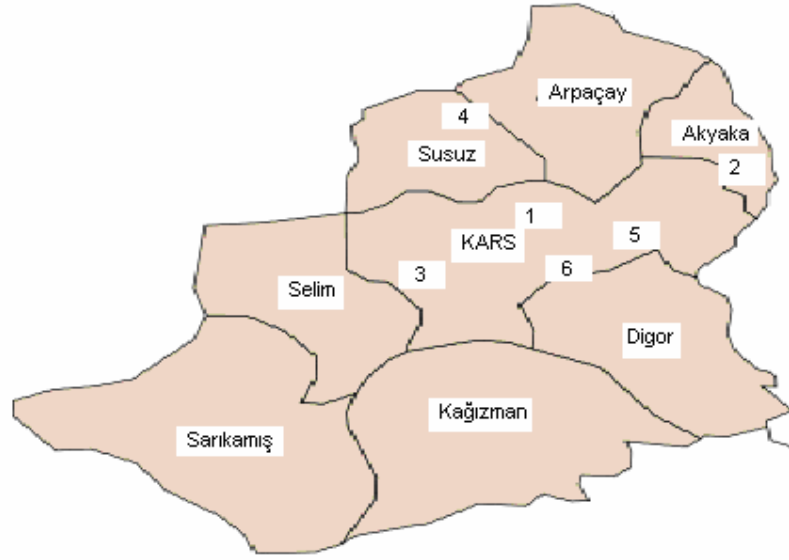 Arpaçay
4
Akyaka
Susuz
2
1
5
KARS
3
6
Selim
Digor
Kağızman
Sarıkamış